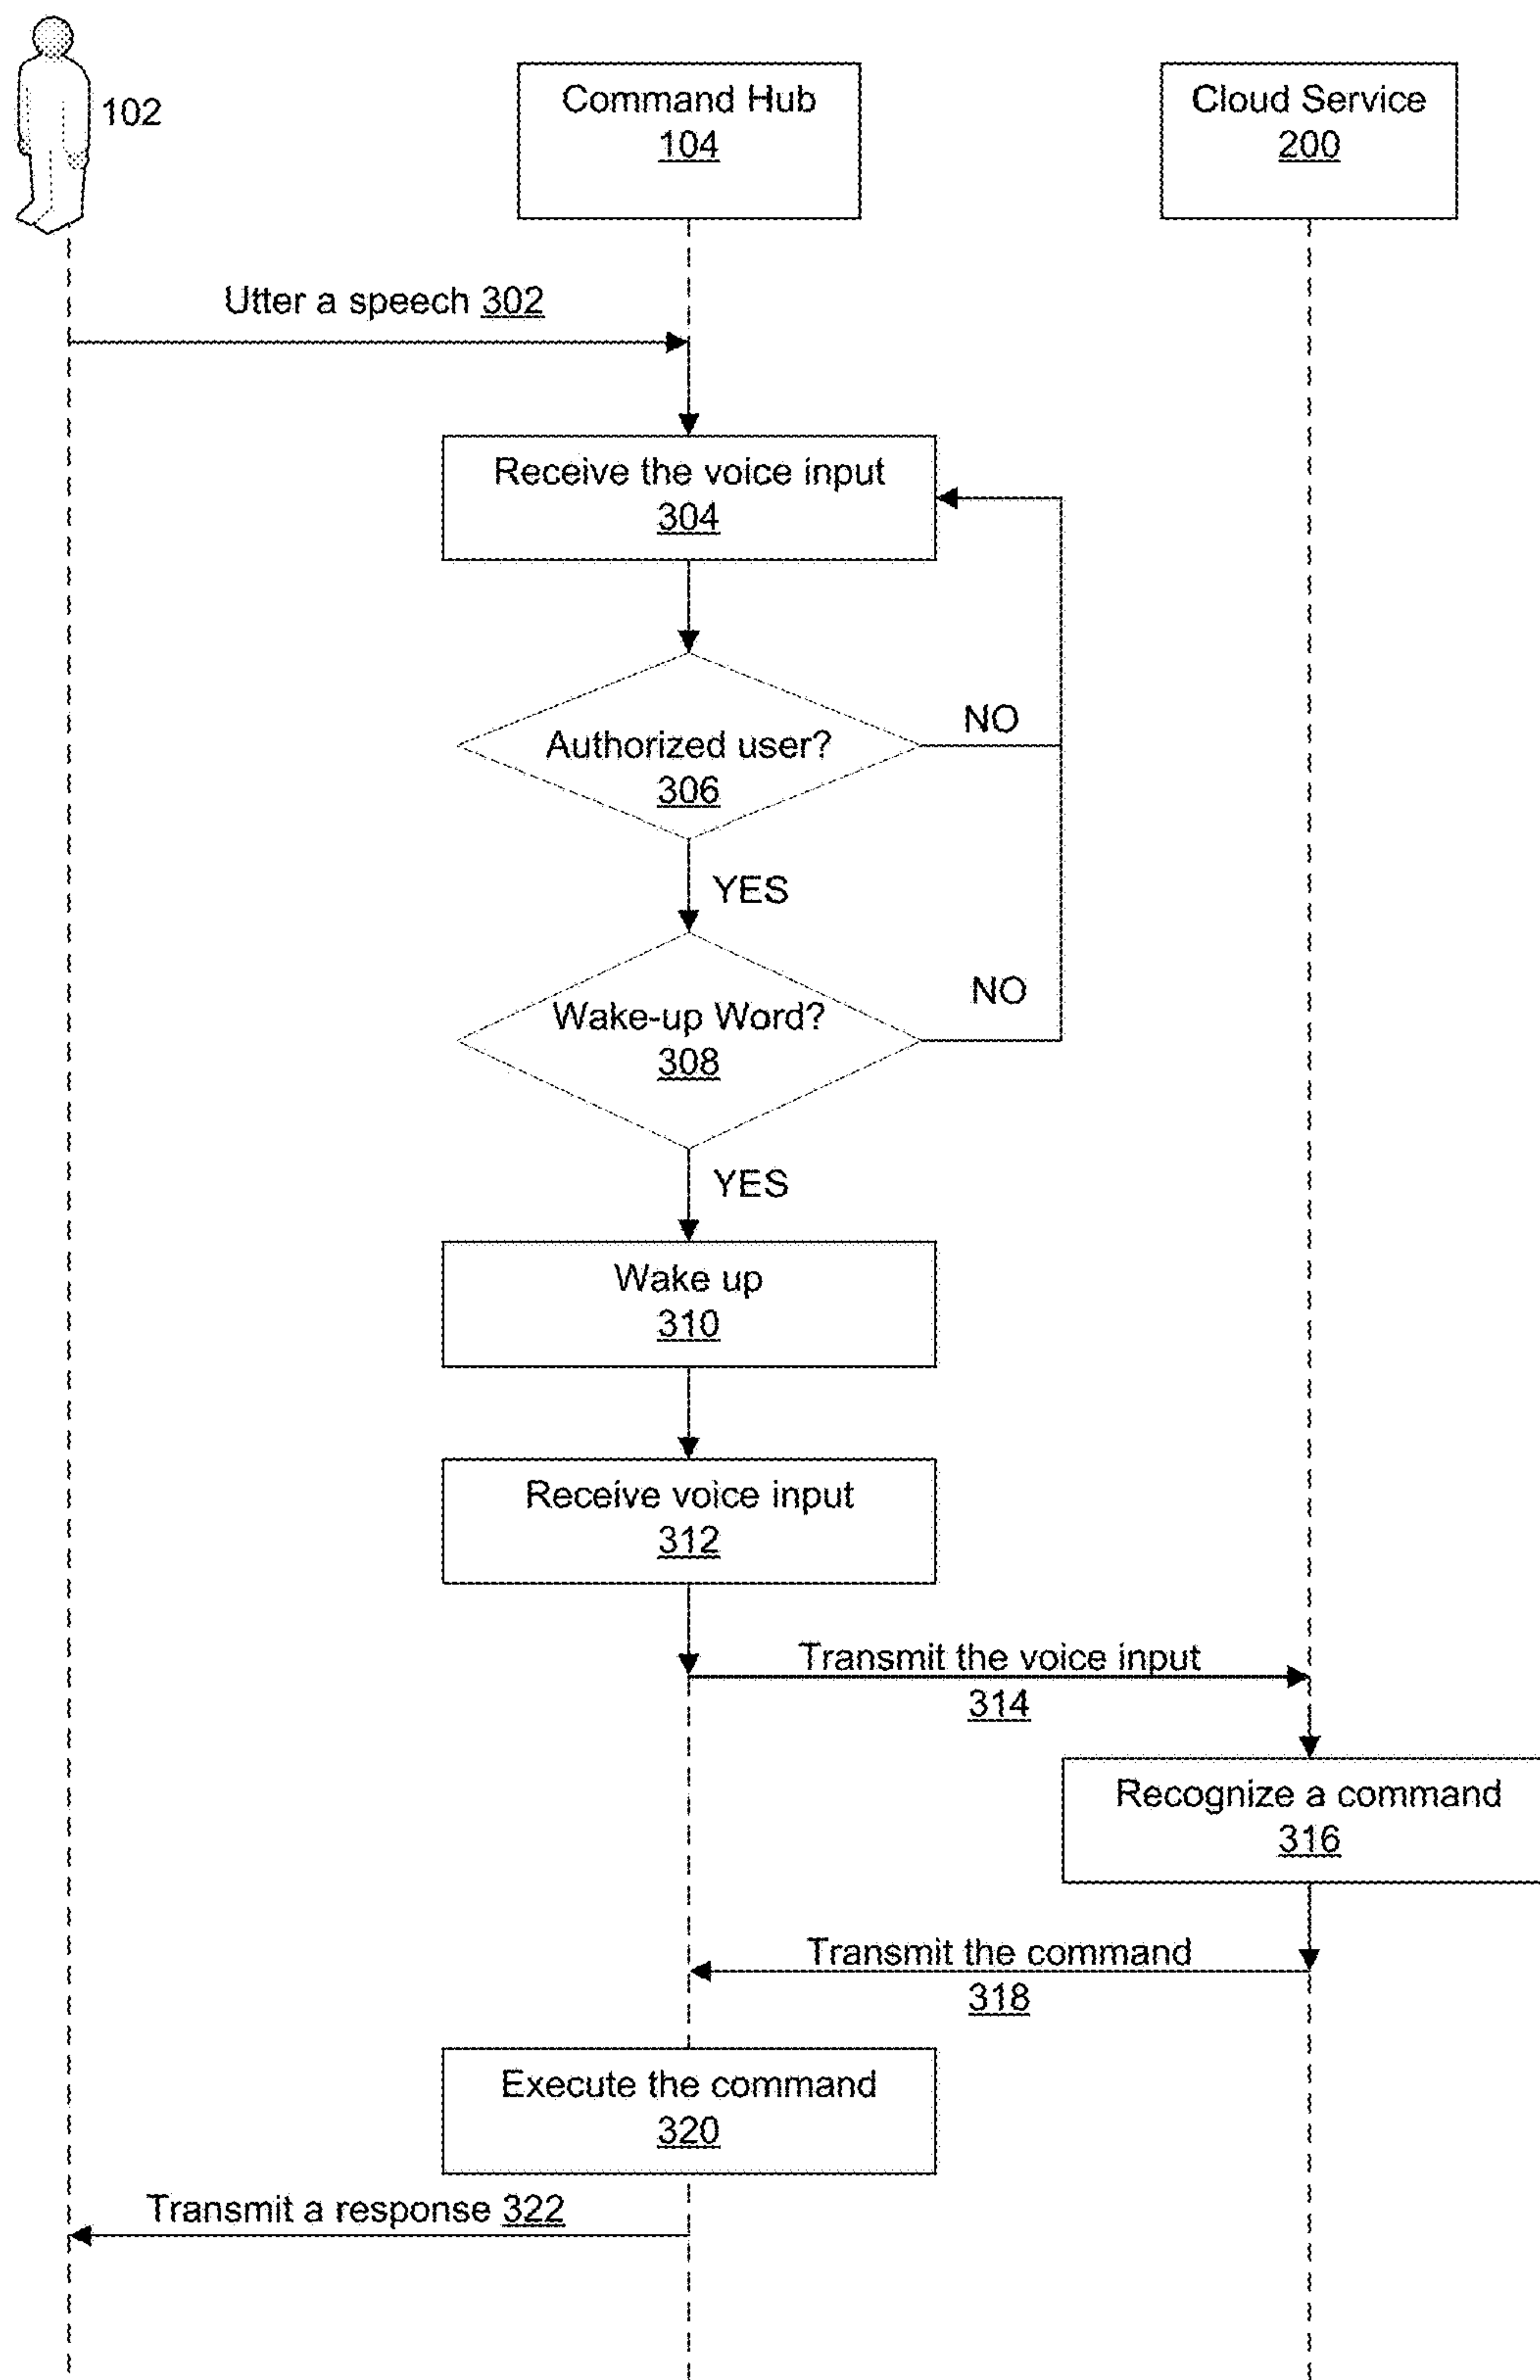 102
Command Hub
104
Cloud Service
200
Utter a speech 302
Receive the voice input
304
Authorized user?
306
NO
YES
Wake-up Word?
308
NO
YES
Wake up
310
Receive voice input
312
Transmit the voice input
314
Recognize a command
316
Transmit the command
318
Execute the command
320
Transmit a response 322